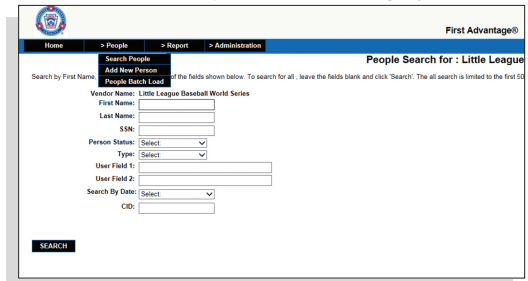 First Advantage®
Home > People > Report > Administration
Search People
Add New Person
People Batch Load
People Search for : Little League
Search by First Name, of the fields shown below. To search for all , leave the fields blank and click 'Search'. The all search is limited to the first 50
Vendor Name: Little League Baseball World Series
First Name:
Last Name:
SSN:
Person Status: Select:
Type: Select:
User Field 1:
User Field 2:
Search By Date: Select:
CID:
SEARCH